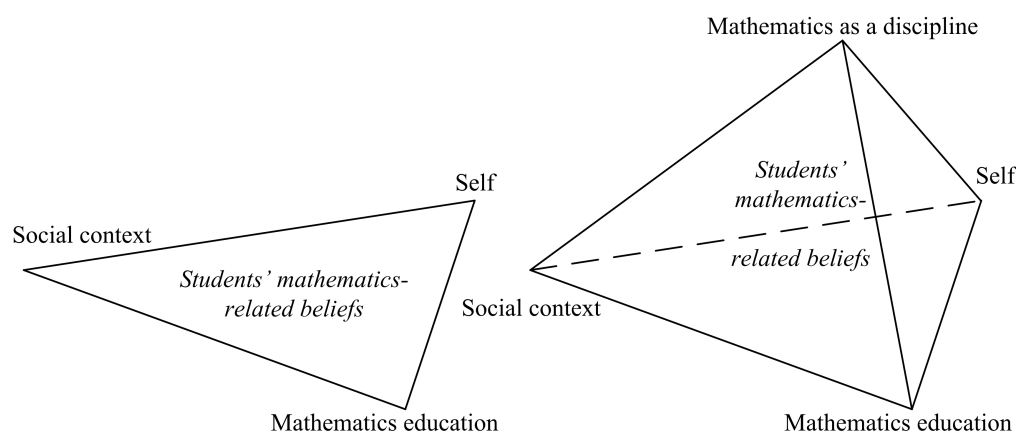 Self
Social context
Students’ mathematics-
related beliefs
Mathematics education
Mathematics as a discipline
Self
Students’
mathematics-
related beliefs
Social context
Mathematics education